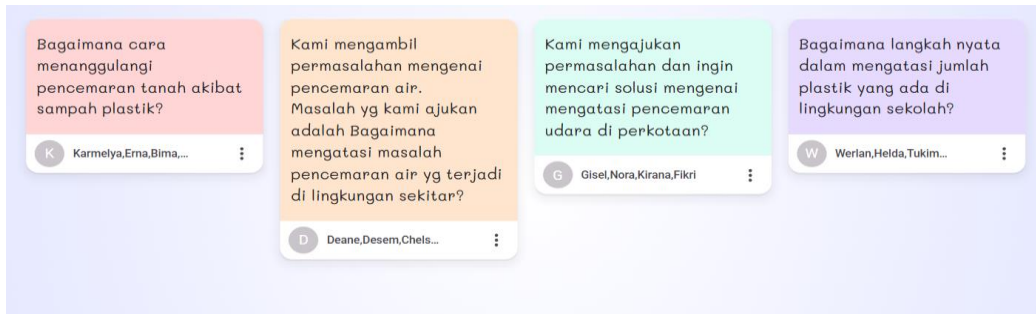 Bagaimana cara
menanggulangi
pencemaran tanah akibat
sampah plastik?
K
Karmelya,Erna,Bima,...
Kami mengambil
permasalahan mengenai
pencemaran air.
Masalah yg kami ajukan
adalah Bagaimana
mengatasi masalah
pencemaran air yg terjadi
di lingkungan sekitar?
D
Deane,Desem,Chels...
Kami mengajukan
permasalahan dan ingin
mencari solusi mengenai
mengatasi pencemaran
udara di perkotaan?
G
Gisel,Nora,Kirana,Fikri
Bagaimana langkah nyata
dalam mengatasi jumlah
plastik yang ada di
lingkungan sekolah?
W
Werlan,Helda,Tukim...